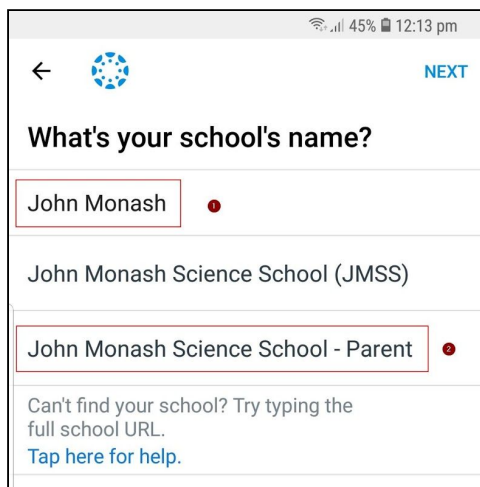 45% 12:13 pm
NEXT
What's your school's name?
John Monash 1
John Monash Science School (JMSS)
John Monash Science School - Parent 2
Can't find your school? Try typing the
full school URL.
Tap here for help.